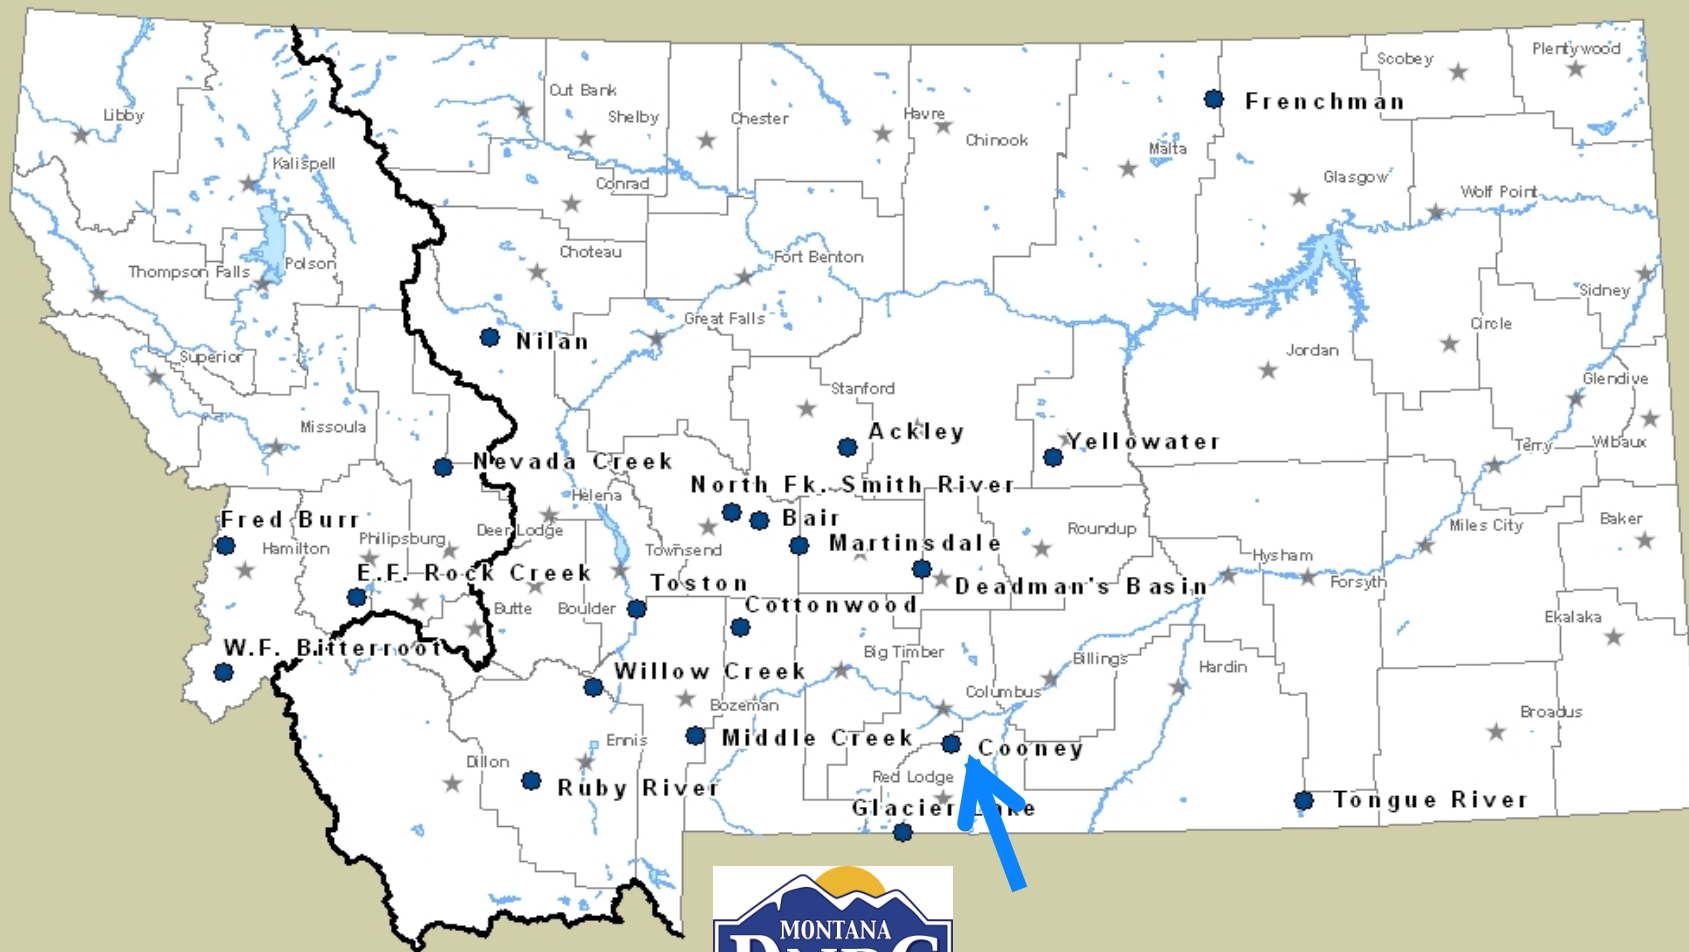 Plentywood
Scobey
Cut Bank
Frenchman
Libby
Shelby
Chester
Havre
Chinook
Malta
Kalispell
Conrad
Glasgow
Wolf Point
Choteau
Fort Benton
Polson
Thompson Falls
Sidney
Great Falls
Circle
Nilan
Jordan
Superior
Glendive
Stanford
Missoula
Ackley
Yellowater
Terry
Wibaux
Nevada Creek
North Fk. Smith River
Helena
Fred Burr
Bair
Baker
Miles City
Deer Lodge
Roundup
Philipsburg
Hamilton
Townsend
Martinsdale
Hysham
E.F. Rock Creek
Toston
Deadman's Basin
Forsyth
Butte
Boulder
Cottonwood
Ekalaka
W.F. Bitterroot
Big Timber
Billings
Hardin
Willow Creek
Columbus
Bozeman
Broadus
Ennis
Middle Creek
Cooney
Dillon
Red Lodge
Ruby River
Tongue River
Glacier Lake
MONTANA
DNRC